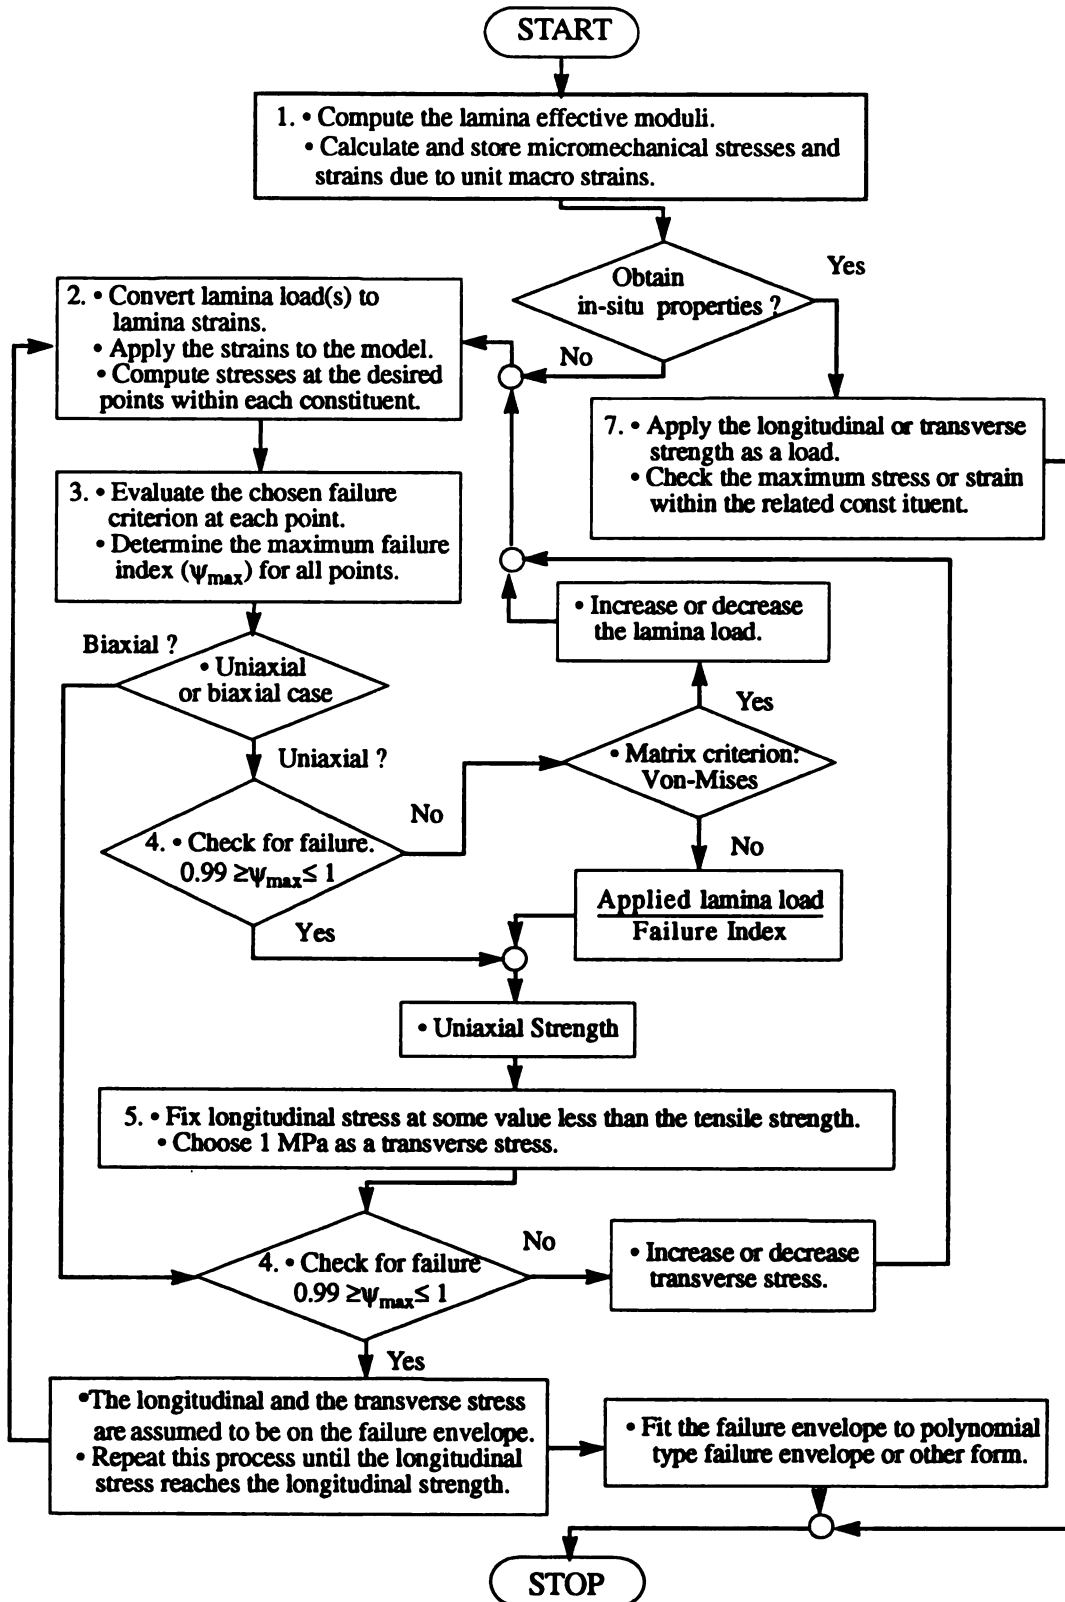 START
1. • Compute the lamina effective moduli.
• Calculate and store micromechanical stresses and
strains due to unit macro strains.
Obtain
in-situ properties ?
Yes
No
2. • Convert lamina load(s) to
lamina strains.
• Apply the strains to the model.
• Compute stresses at the desired
points within each constituent.
7. • Apply the longitudinal or transverse
strength as a load.
• Check the maximum stress or strain
within the related const ituent.
3. • Evaluate the chosen failure
criterion at each point.
• Determine the maximum failure
index (ψmax) for all points.
• Increase or decrease
the lamina load.
Biaxial ?
• Uniaxial
or biaxial case
Yes
Uniaxial ?
• Matrix criterion:
Von-Mises
No
4. • Check for failure.
0.99 ≥ψmax≤ 1
No
Yes
Applied lamina load
Failure Index
• Uniaxial Strength
5. • Fix longitudinal stress at some value less than the tensile strength.
• Choose 1 MPa as a transverse stress.
4. • Check for failure
0.99 ≥ψmax≤ 1
No
• Increase or decrease
transverse stress.
Yes
•The longitudinal and the transverse stress
are assumed to be on the failure envelope.
• Repeat this process until the longitudinal
stress reaches the longitudinal strength.
• Fit the failure envelope to polynomial
type failure envelope or other form.
STOP